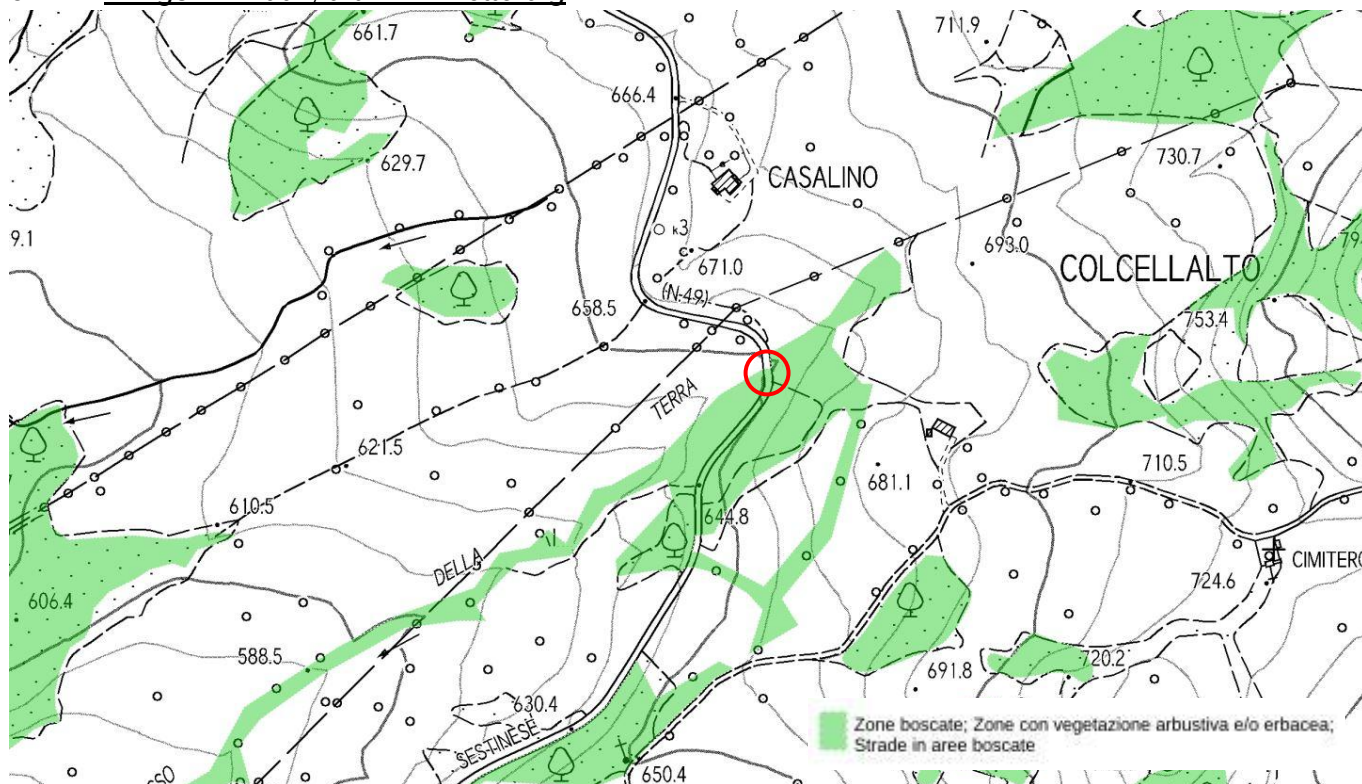 661.7
711.9
666.4
629.7
CASALINO
730.7
9.1
к3
671.0
693.0
79
COLCELLALTO
(N-49)
658.5
753.4
TERRA
621.5
681.1
710.5
610.5
644.8
DELLA
CIMITERO
724.6
606.4
588.5
691.8
720.2
630.4
SESTINESE
650.4
Zone boscate; Zone con vegetazione arbustiva e/o erbacea;
Strade in aree boscate